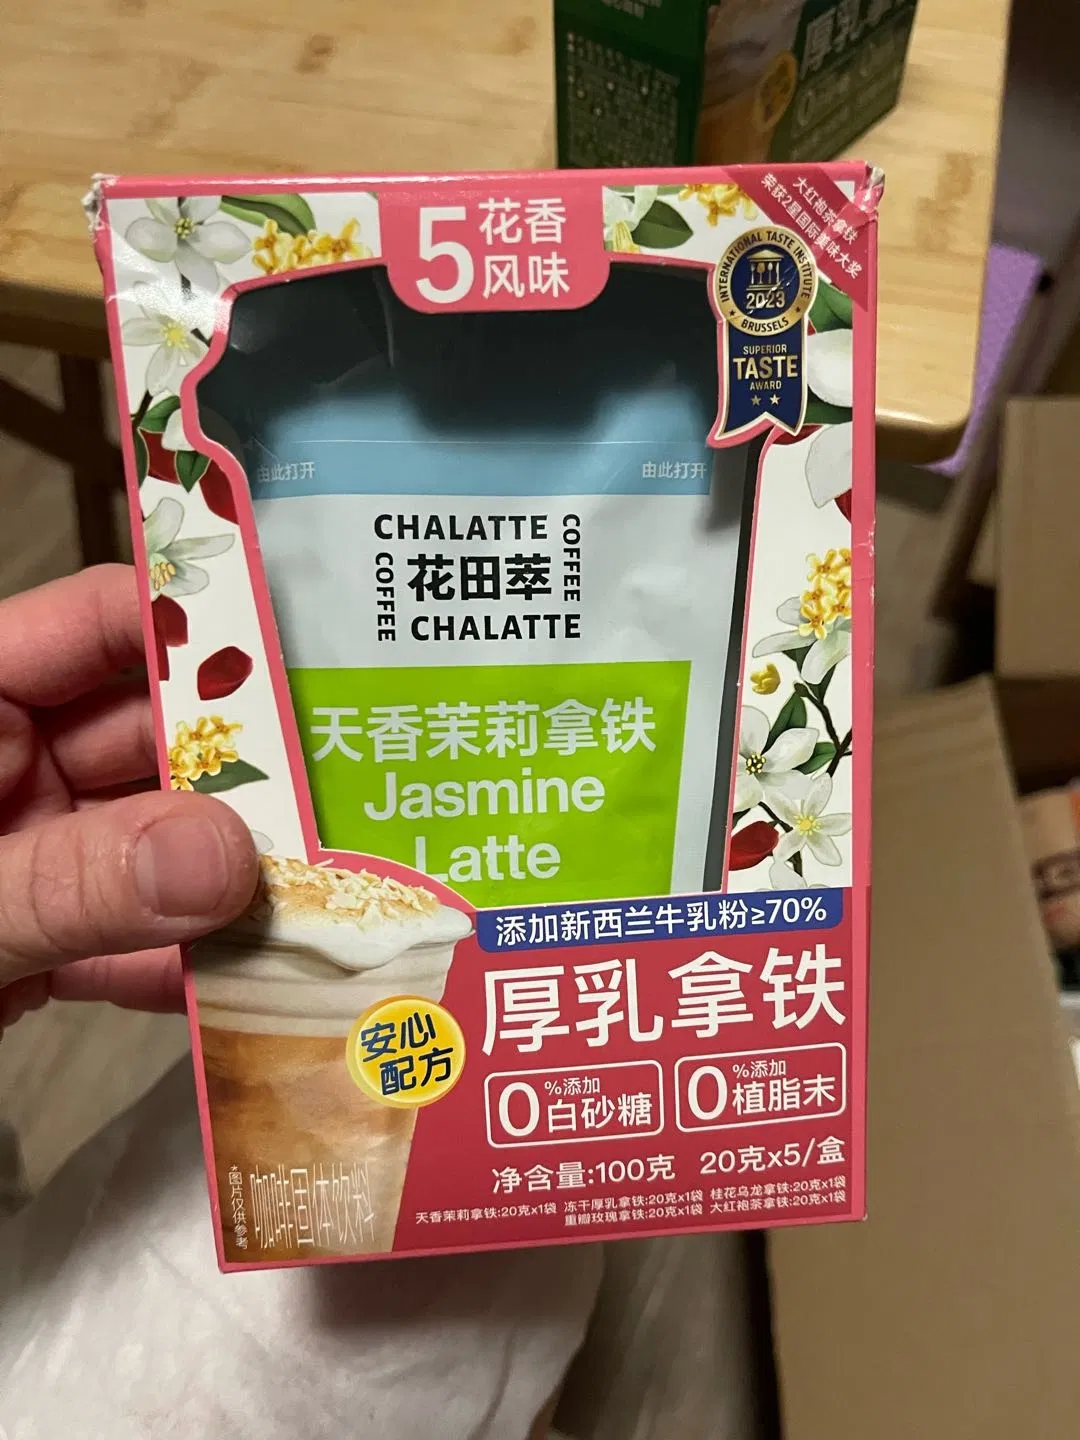 厚乳拿
大红袍茶拿铁
荣获2星国际美味大奖
5花香
风味
INTERNATIONAL TASTE INSTITUTE
2023
BRUSSELS
SUPERIOR
TASTE
AWARD
由此打开
由此打开
CHALATTE
COFFEE
COFFEE
花田萃
CHALATTE
天香茉莉拿铁
Jasmine
Latte
添加新西兰牛乳粉≥70%
厚乳拿铁
安心
配方
0%添加白砂糖
0%添加植脂末
净含量:100克 20克x5/盒
天香茉莉拿铁:20克x1袋 冻干厚乳拿铁:20克x1袋 桂花乌龙拿铁:20克x1袋
重瓣玫瑰拿铁:20克x1袋 大红袍茶拿铁:20克x1袋
*图片仅供参考
咖啡固体饮料